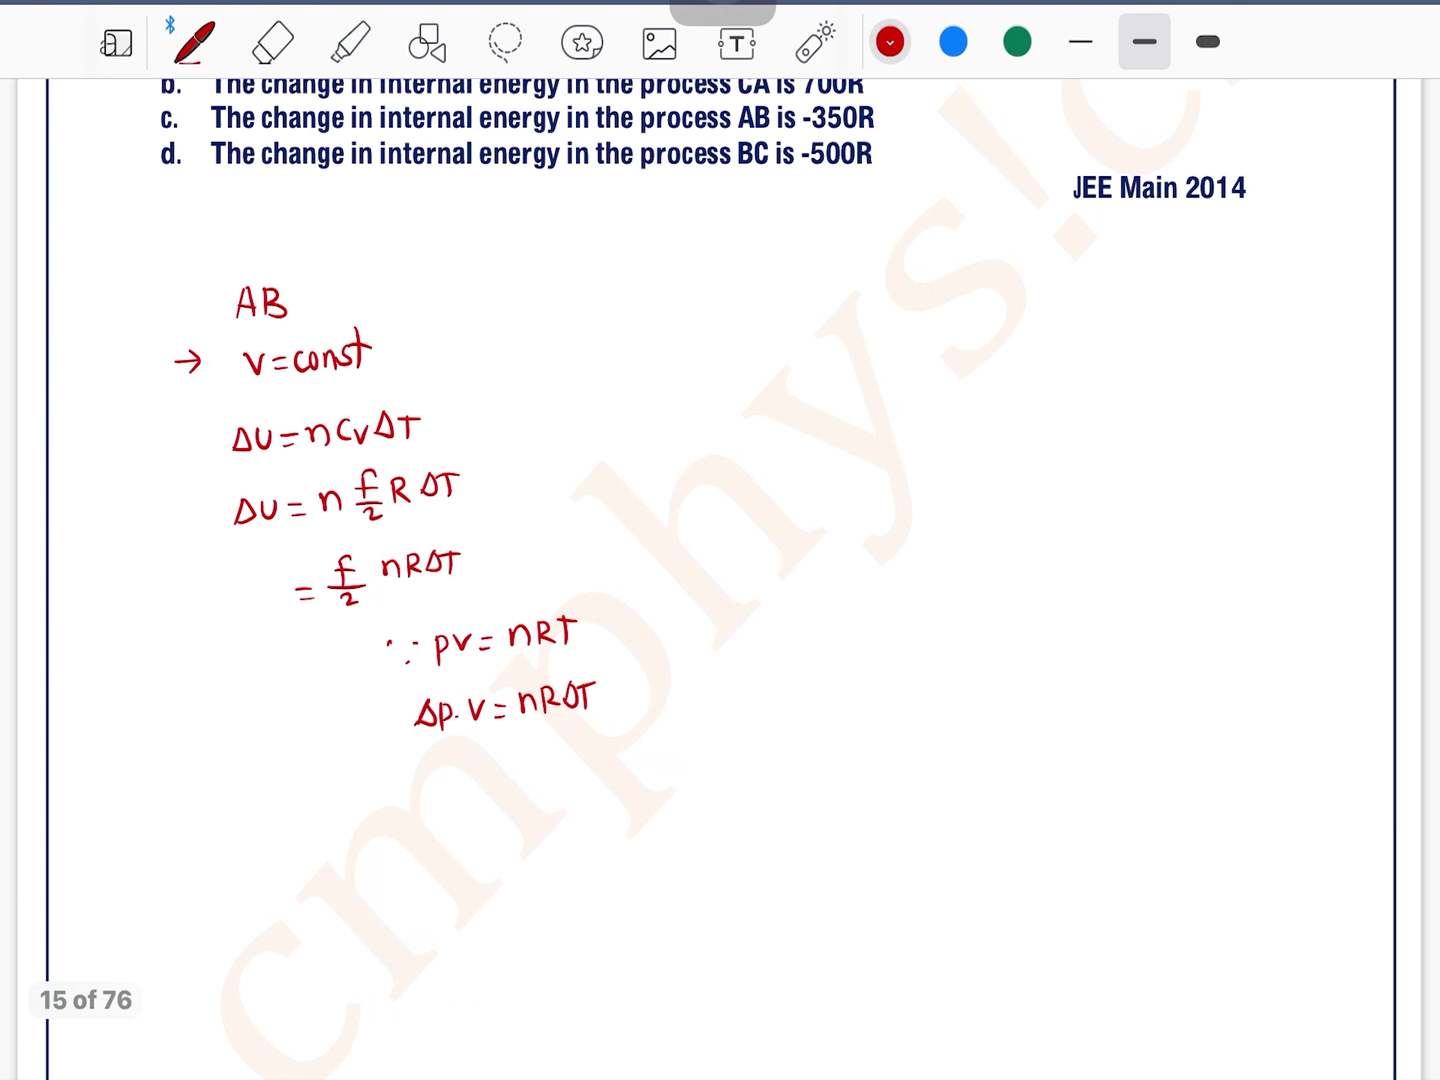 b. The change in internal energy in the process CA is 700R
c. The change in internal energy in the process AB is -350R
d. The change in internal energy in the process BC is -500R
JEE Main 2014
AB
→ V=const
ΔU=nCvΔT
ΔU=n f/2 RΔT
= f/2 nRΔT
∵ PV=nRT
ΔP.V=nRΔT
15 of 76